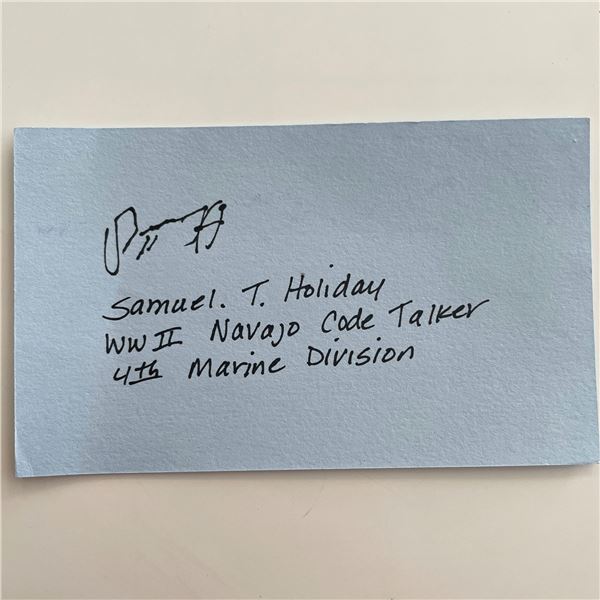 Samuel. T. Holiday
WW II Navajo Code Talker
4th Marine Division